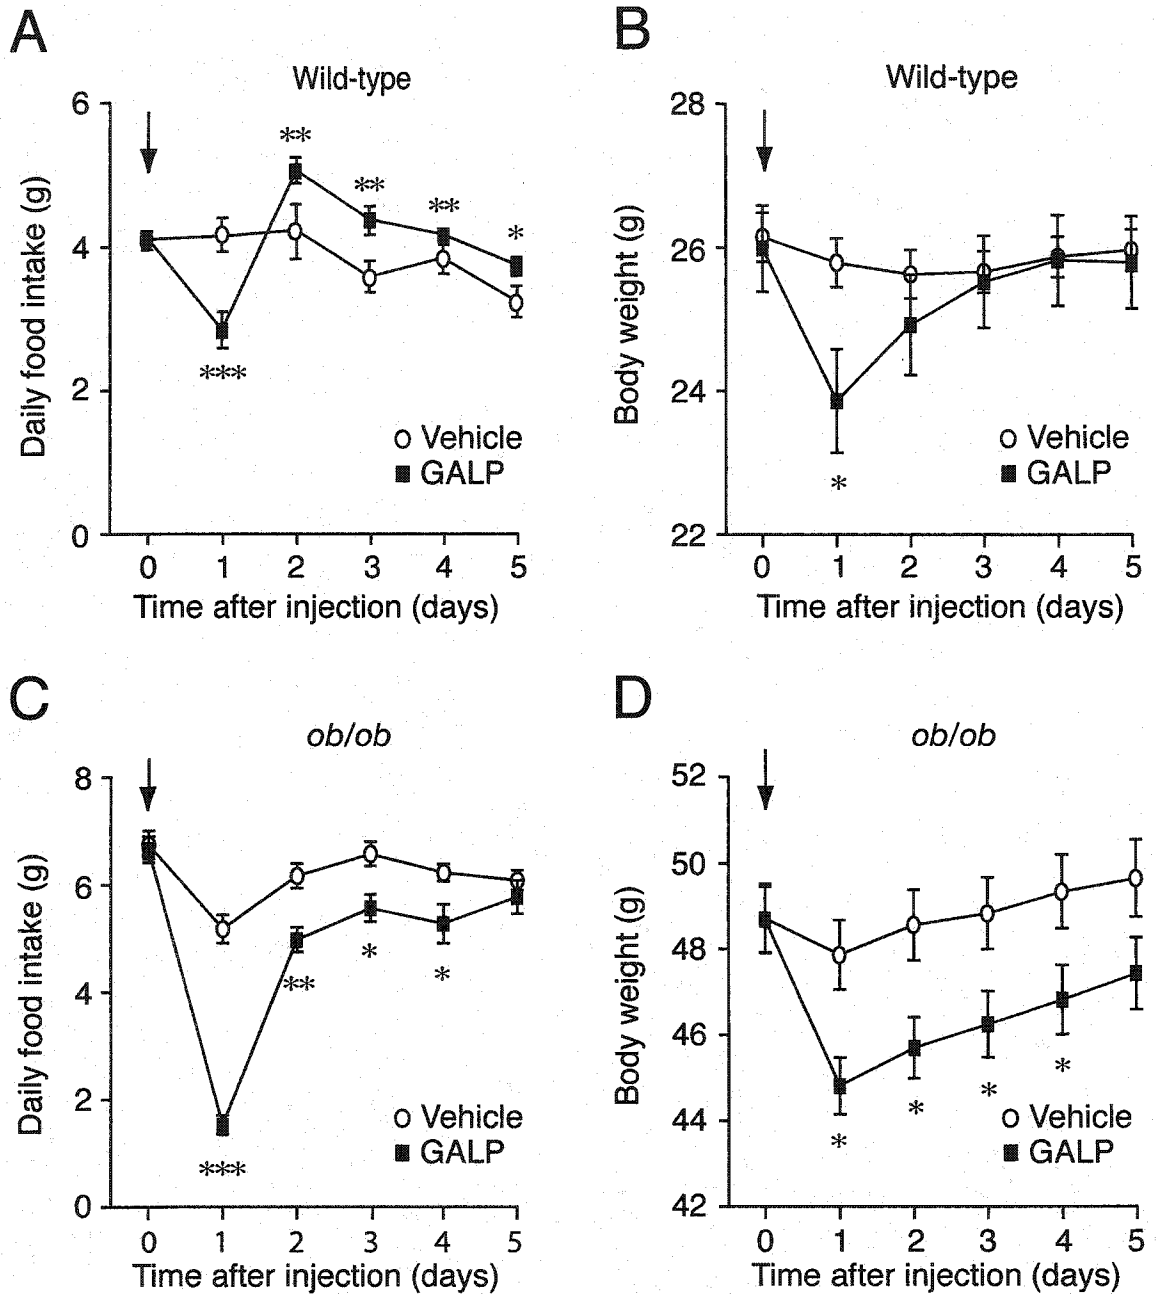 A
Wild-type
Daily food intake (g)
6
4
2
0
**
**
**
*
***
Vehicle
GALP
0 1 2 3 4 5
Time after injection (days)
B
Wild-type
Body weight (g)
28
26
24
22
*
Vehicle
GALP
0 1 2 3 4 5
Time after injection (days)
C
ob/ob
Daily food intake (g)
8
6
4
2
0
**
*
*
***
Vehicle
GALP
0 1 2 3 4 5
Time after injection (days)
D
ob/ob
Body weight (g)
52
50
48
46
44
42
*
*
*
*
Vehicle
GALP
0 1 2 3 4 5
Time after injection (days)